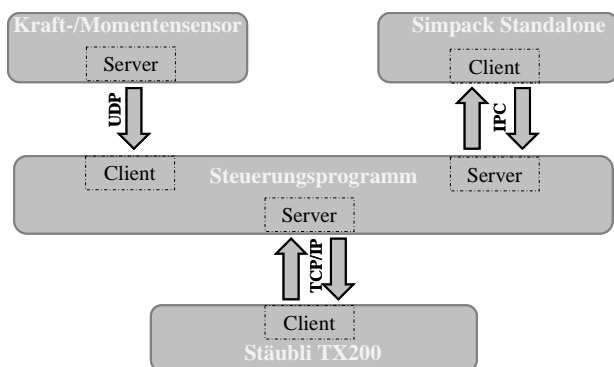 Kraft-/Momentensensor
Server
UDP
Simpack Standalone
Client
IPC
Client
Steuerungsprogramm
Server
Server
TCP/IP
Client
Stäubli TX200